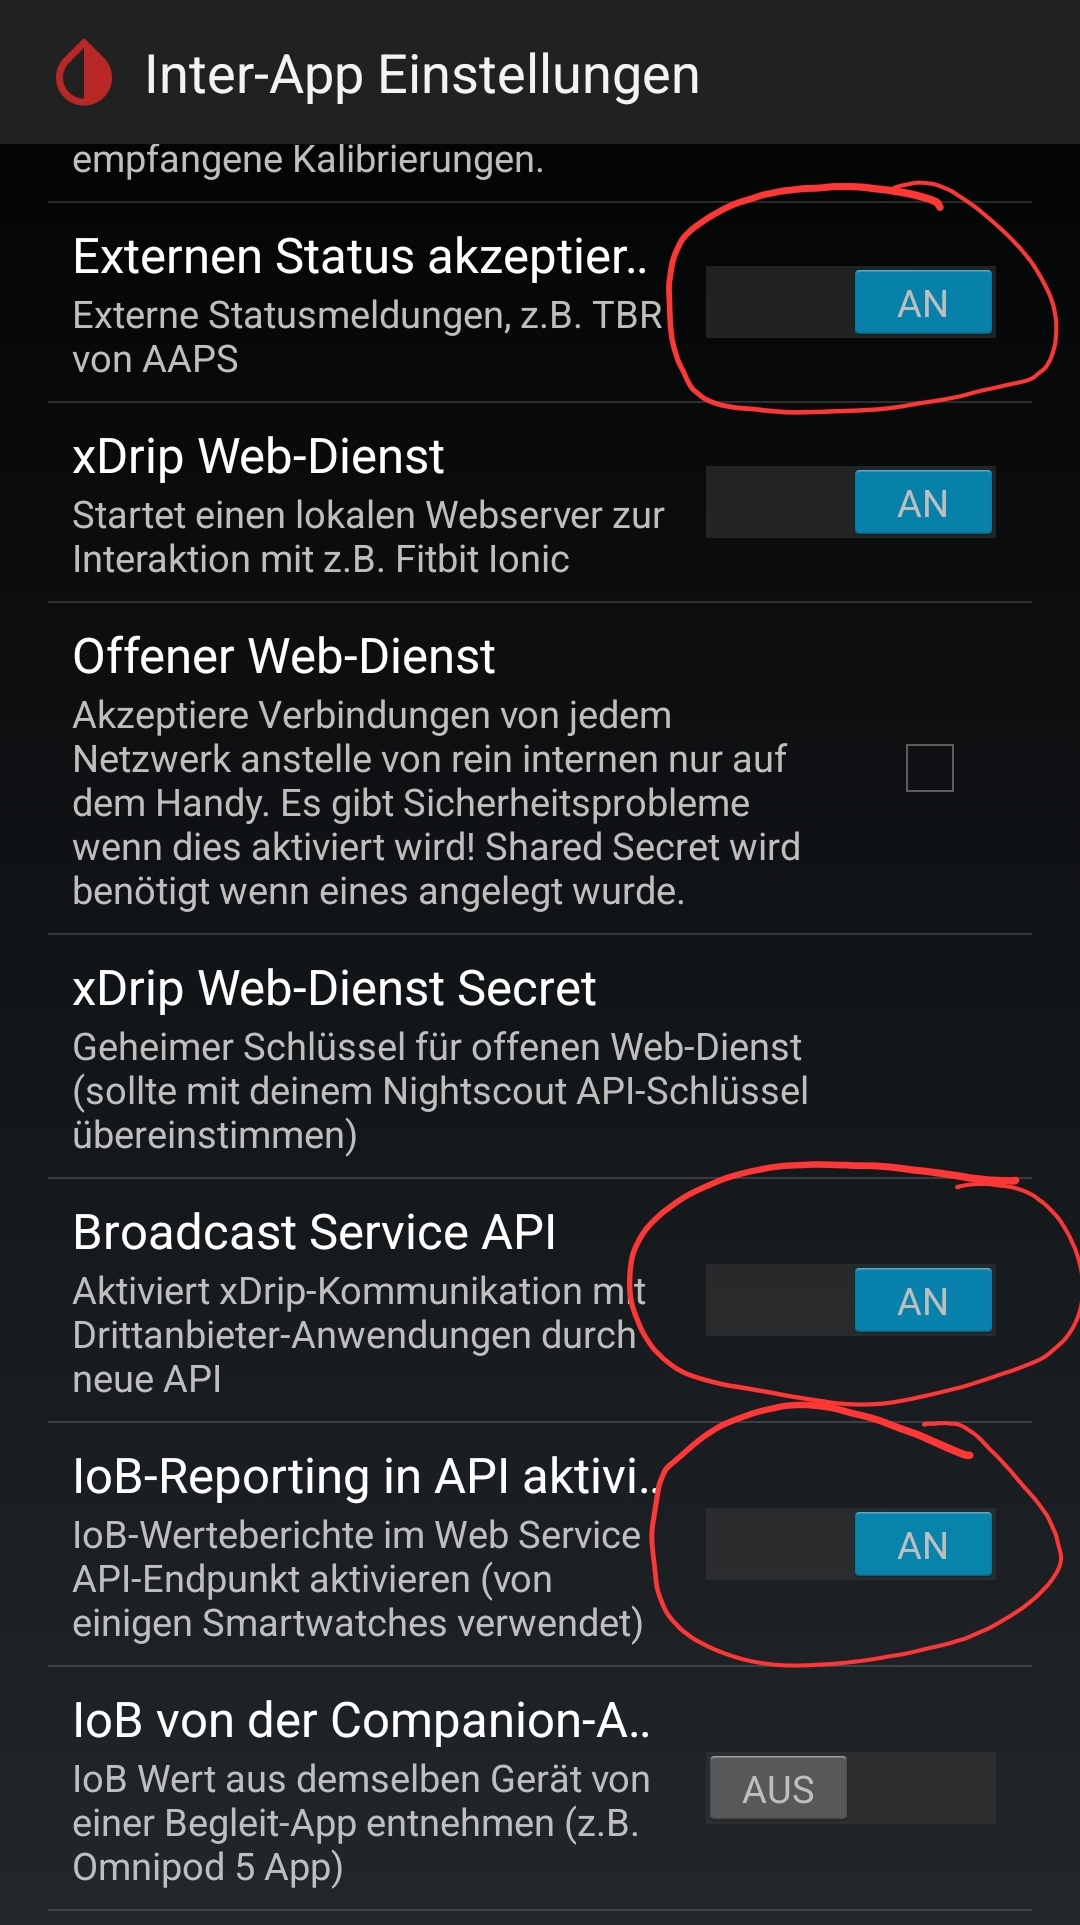 Inter-App Einstellungen
empfangene Kalibrierungen.
Externen Status akzeptier..
Externe Statusmeldungen, z.B. TBR
von AAPS
AN
xDrip Web-Dienst
Startet einen lokalen Webserver zur
Interaktion mit z.B. Fitbit Ionic
AN
Offener Web-Dienst
Akzeptiere Verbindungen von jedem
Netzwerk anstelle von rein internen nur auf
dem Handy. Es gibt Sicherheitsprobleme
wenn dies aktiviert wird! Shared Secret wird
benötigt wenn eines angelegt wurde.
xDrip Web-Dienst Secret
Geheimer Schlüssel für offenen Web-Dienst
(sollte mit deinem Nightscout API-Schlüssel
übereinstimmen)
Broadcast Service API
Aktiviert xDrip-Kommunikation mit
Drittanbieter-Anwendungen durch
neue API
AN
IoB-Reporting in API aktivi..
IoB-Werteberichte im Web Service
API-Endpunkt aktivieren (von
einigen Smartwatches verwendet)
AN
IoB von der Companion-A..
IoB Wert aus demselben Gerät von
einer Begleit-App entnehmen (z.B.
Omnipod 5 App)
AUS